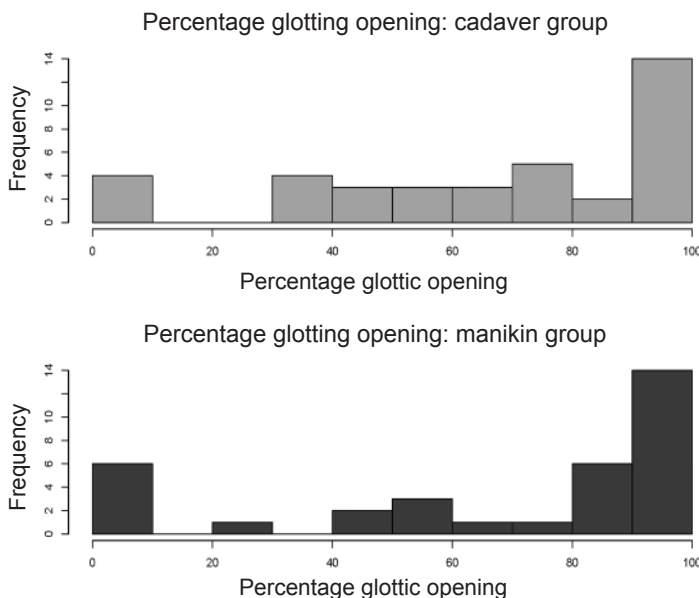 Percentage glotting opening: cadaver group
Frequency
0 2 4 6 8 10 14
0 20 40 60 80 100
Percentage glottic opening
Percentage glotting opening: manikin group
Frequency
0 2 4 6 8 10 14
0 20 40 60 80 100
Percentage glottic opening